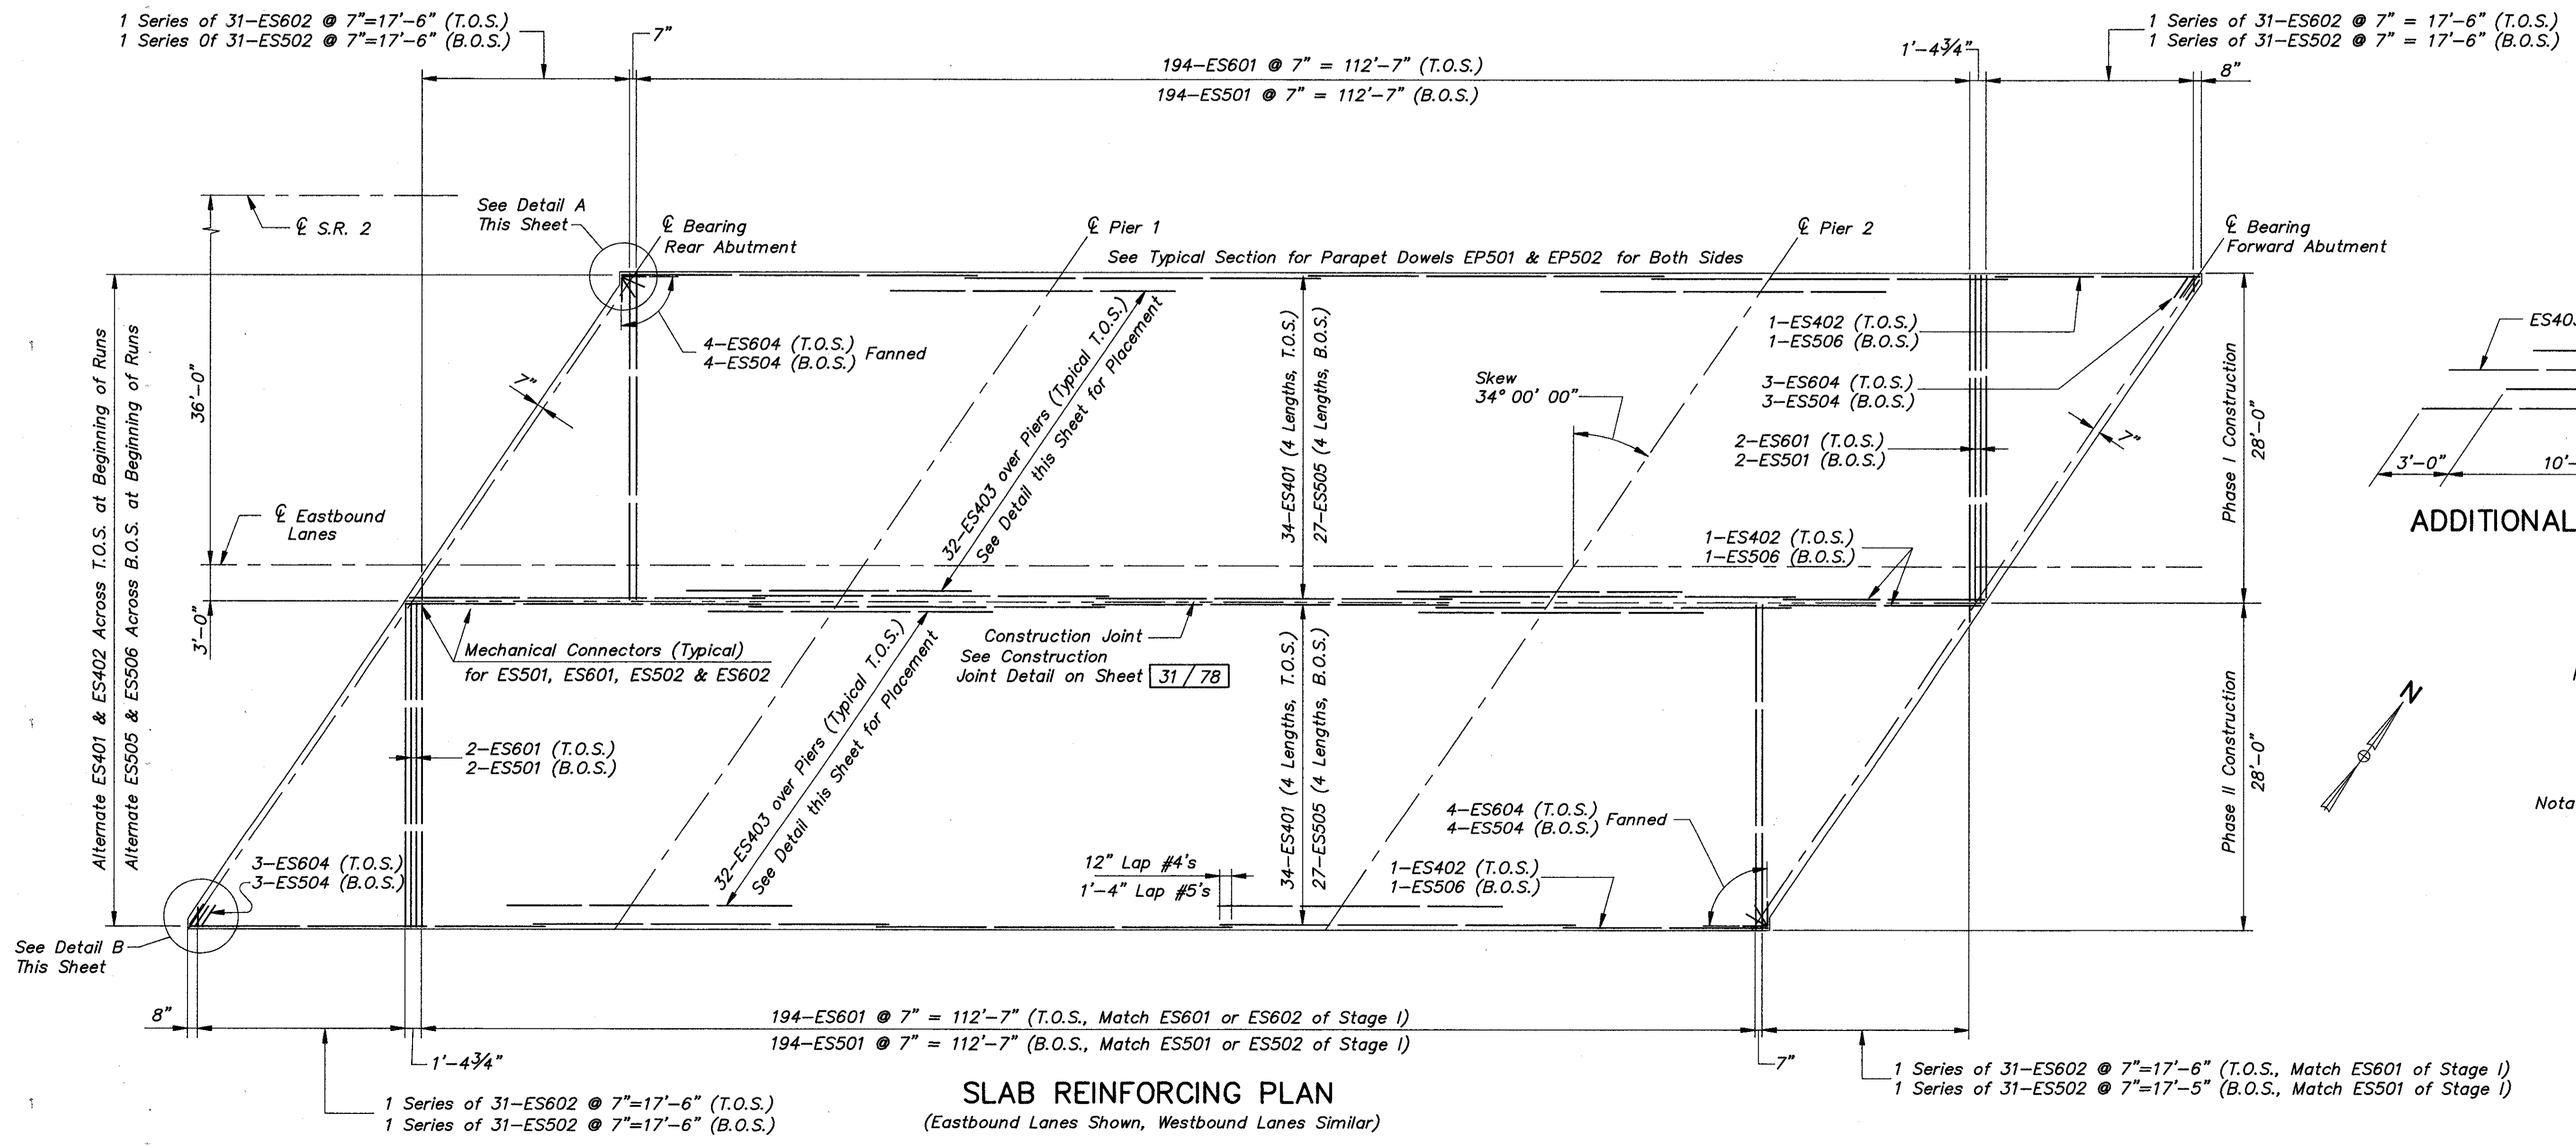 1 Series of 31-ES602 @ 7"=17'-6" (T.O.S.)
1 Series Of 31-ES502 @ 7"=17'-6" (B.O.S.)
7"
194-ES601 @ 7" = 112'-7" (T.O.S.)
194-ES501 @ 7" = 112'-7" (B.O.S.)
1'-4 3/4"
1 Series of 31-ES602 @ 7" = 17'-6" (T.O.S.)
1 Series of 31-ES502 @ 7" = 17'-6" (B.O.S.)
8"
℄ S.R. 2
See Detail A
This Sheet
℄ Bearing
Rear Abutment
℄ Pier 1
See Typical Section for Parapet Dowels EP501 & EP502 for Both Sides
℄ Pier 2
℄ Bearing
Forward Abutment
Alternate ES401 & ES402 Across T.O.S. at Beginning of Runs
Alternate ES505 & ES506 Across B.O.S. at Beginning of Runs
36'-0"
3'-0"
4-ES604 (T.O.S.)
4-ES504 (B.O.S.)
Fanned
7"
32-ES403 over Piers (Typical T.O.S.)
See Detail this Sheet for Placement
34-ES401 (4 Lengths, T.O.S.)
27-ES505 (4 Lengths, B.O.S.)
Skew
34° 00' 00"
1-ES402 (T.O.S.)
1-ES506 (B.O.S.)
3-ES604 (T.O.S.)
3-ES504 (B.O.S.)
2-ES601 (T.O.S.)
2-ES501 (B.O.S.)
7"
Phase I Construction
28'-0"
ES403
3'-0"
10'-
ADDITIONAL
℄ Eastbound
Lanes
1-ES402 (T.O.S.)
1-ES506 (B.O.S.)
Mechanical Connectors (Typical)
for ES501, ES601, ES502 & ES602
Construction Joint
See Construction
Joint Detail on Sheet 31 / 78
32-ES403 over Piers (Typical T.O.S.)
See Detail this Sheet for Placement
34-ES401 (4 Lengths, T.O.S.)
27-ES505 (4 Lengths, B.O.S.)
Phase II Construction
28'-0"
N
Nota
2-ES601 (T.O.S.)
2-ES501 (B.O.S.)
3-ES604 (T.O.S.)
3-ES504 (B.O.S.)
12" Lap #4's
1'-4" Lap #5's
4-ES604 (T.O.S.)
4-ES504 (B.O.S.)
Fanned
1-ES402 (T.O.S.)
1-ES506 (B.O.S.)
See Detail B
This Sheet
8"
1'-4 3/4"
194-ES601 @ 7" = 112'-7" (T.O.S., Match ES601 or ES602 of Stage I)
194-ES501 @ 7" = 112'-7" (B.O.S., Match ES501 or ES502 of Stage I)
7"
1 Series of 31-ES602 @ 7"=17'-6" (T.O.S., Match ES601 of Stage I)
1 Series of 31-ES502 @ 7"=17'-5" (B.O.S., Match ES501 of Stage I)
1 Series of 31-ES602 @ 7"=17'-6" (T.O.S.)
1 Series of 31-ES502 @ 7"=17'-6" (B.O.S.)
SLAB REINFORCING PLAN
(Eastbound Lanes Shown, Westbound Lanes Similar)